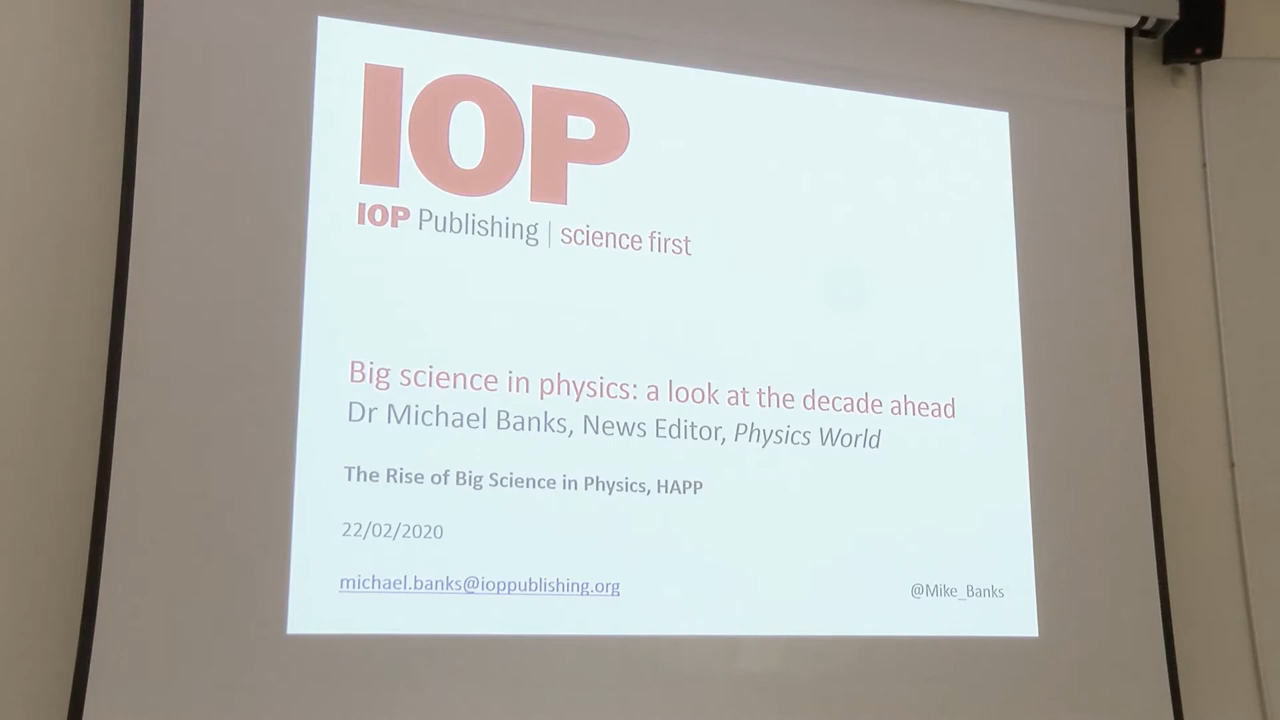 IOP
IOP Publishing | science first
Big science in physics: a look at the decade ahead
Dr Michael Banks, News Editor, Physics World
The Rise of Big Science in Physics, HAPP
22/02/2020
michael.banks@ioppublishing.org
@Mike_Banks